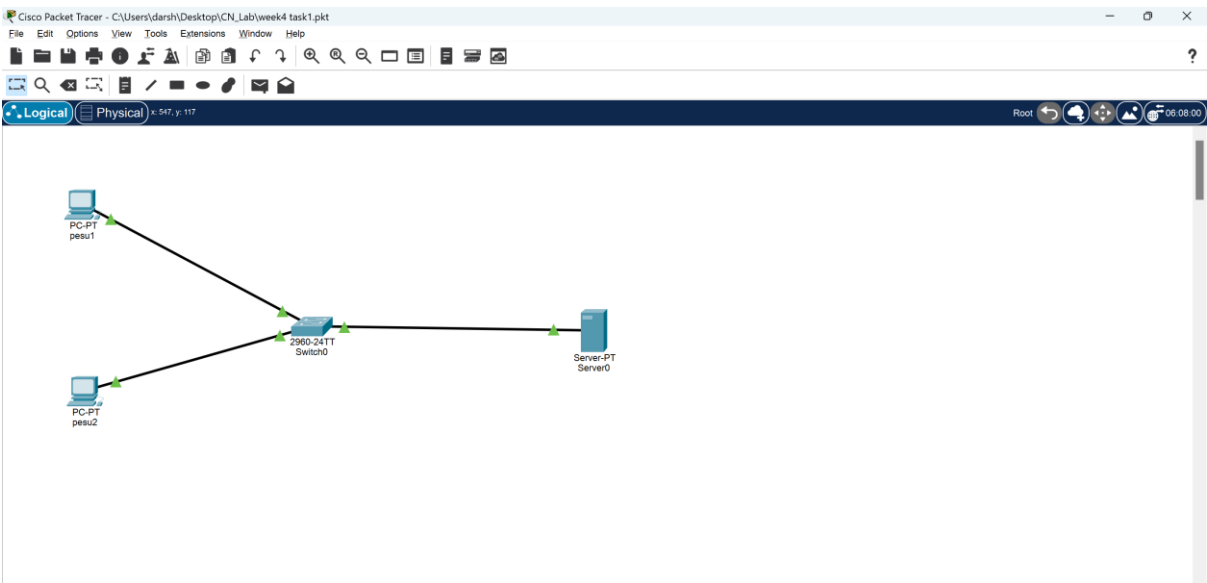 Cisco Packet Tracer - C:\Users\darsh\Desktop\CN_Lab\week4 task1.pkt
File Edit Options View Tools Extensions Window Help
?
Logical Physical x: 547, y: 117 Root 06:08:00
PC-PT
pesu1
2960-24TT
Switch0
Server-PT
Server0
PC-PT
pesu2